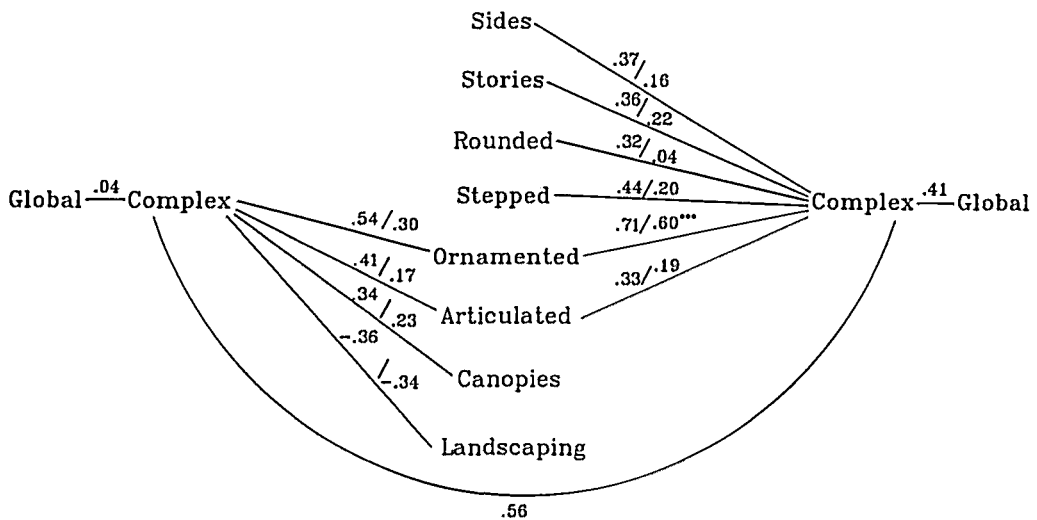 Sides
.37/.16
Stories
.36/.22
Rounded
.32/.04
Global .04 Complex
Stepped
.44/.20
Complex .41 Global
.54/.30
.71/.60***
Ornamented
.41/.17
.33/.19
Articulated
.34/.23
-.36/-.34
Canopies
Landscaping
.56